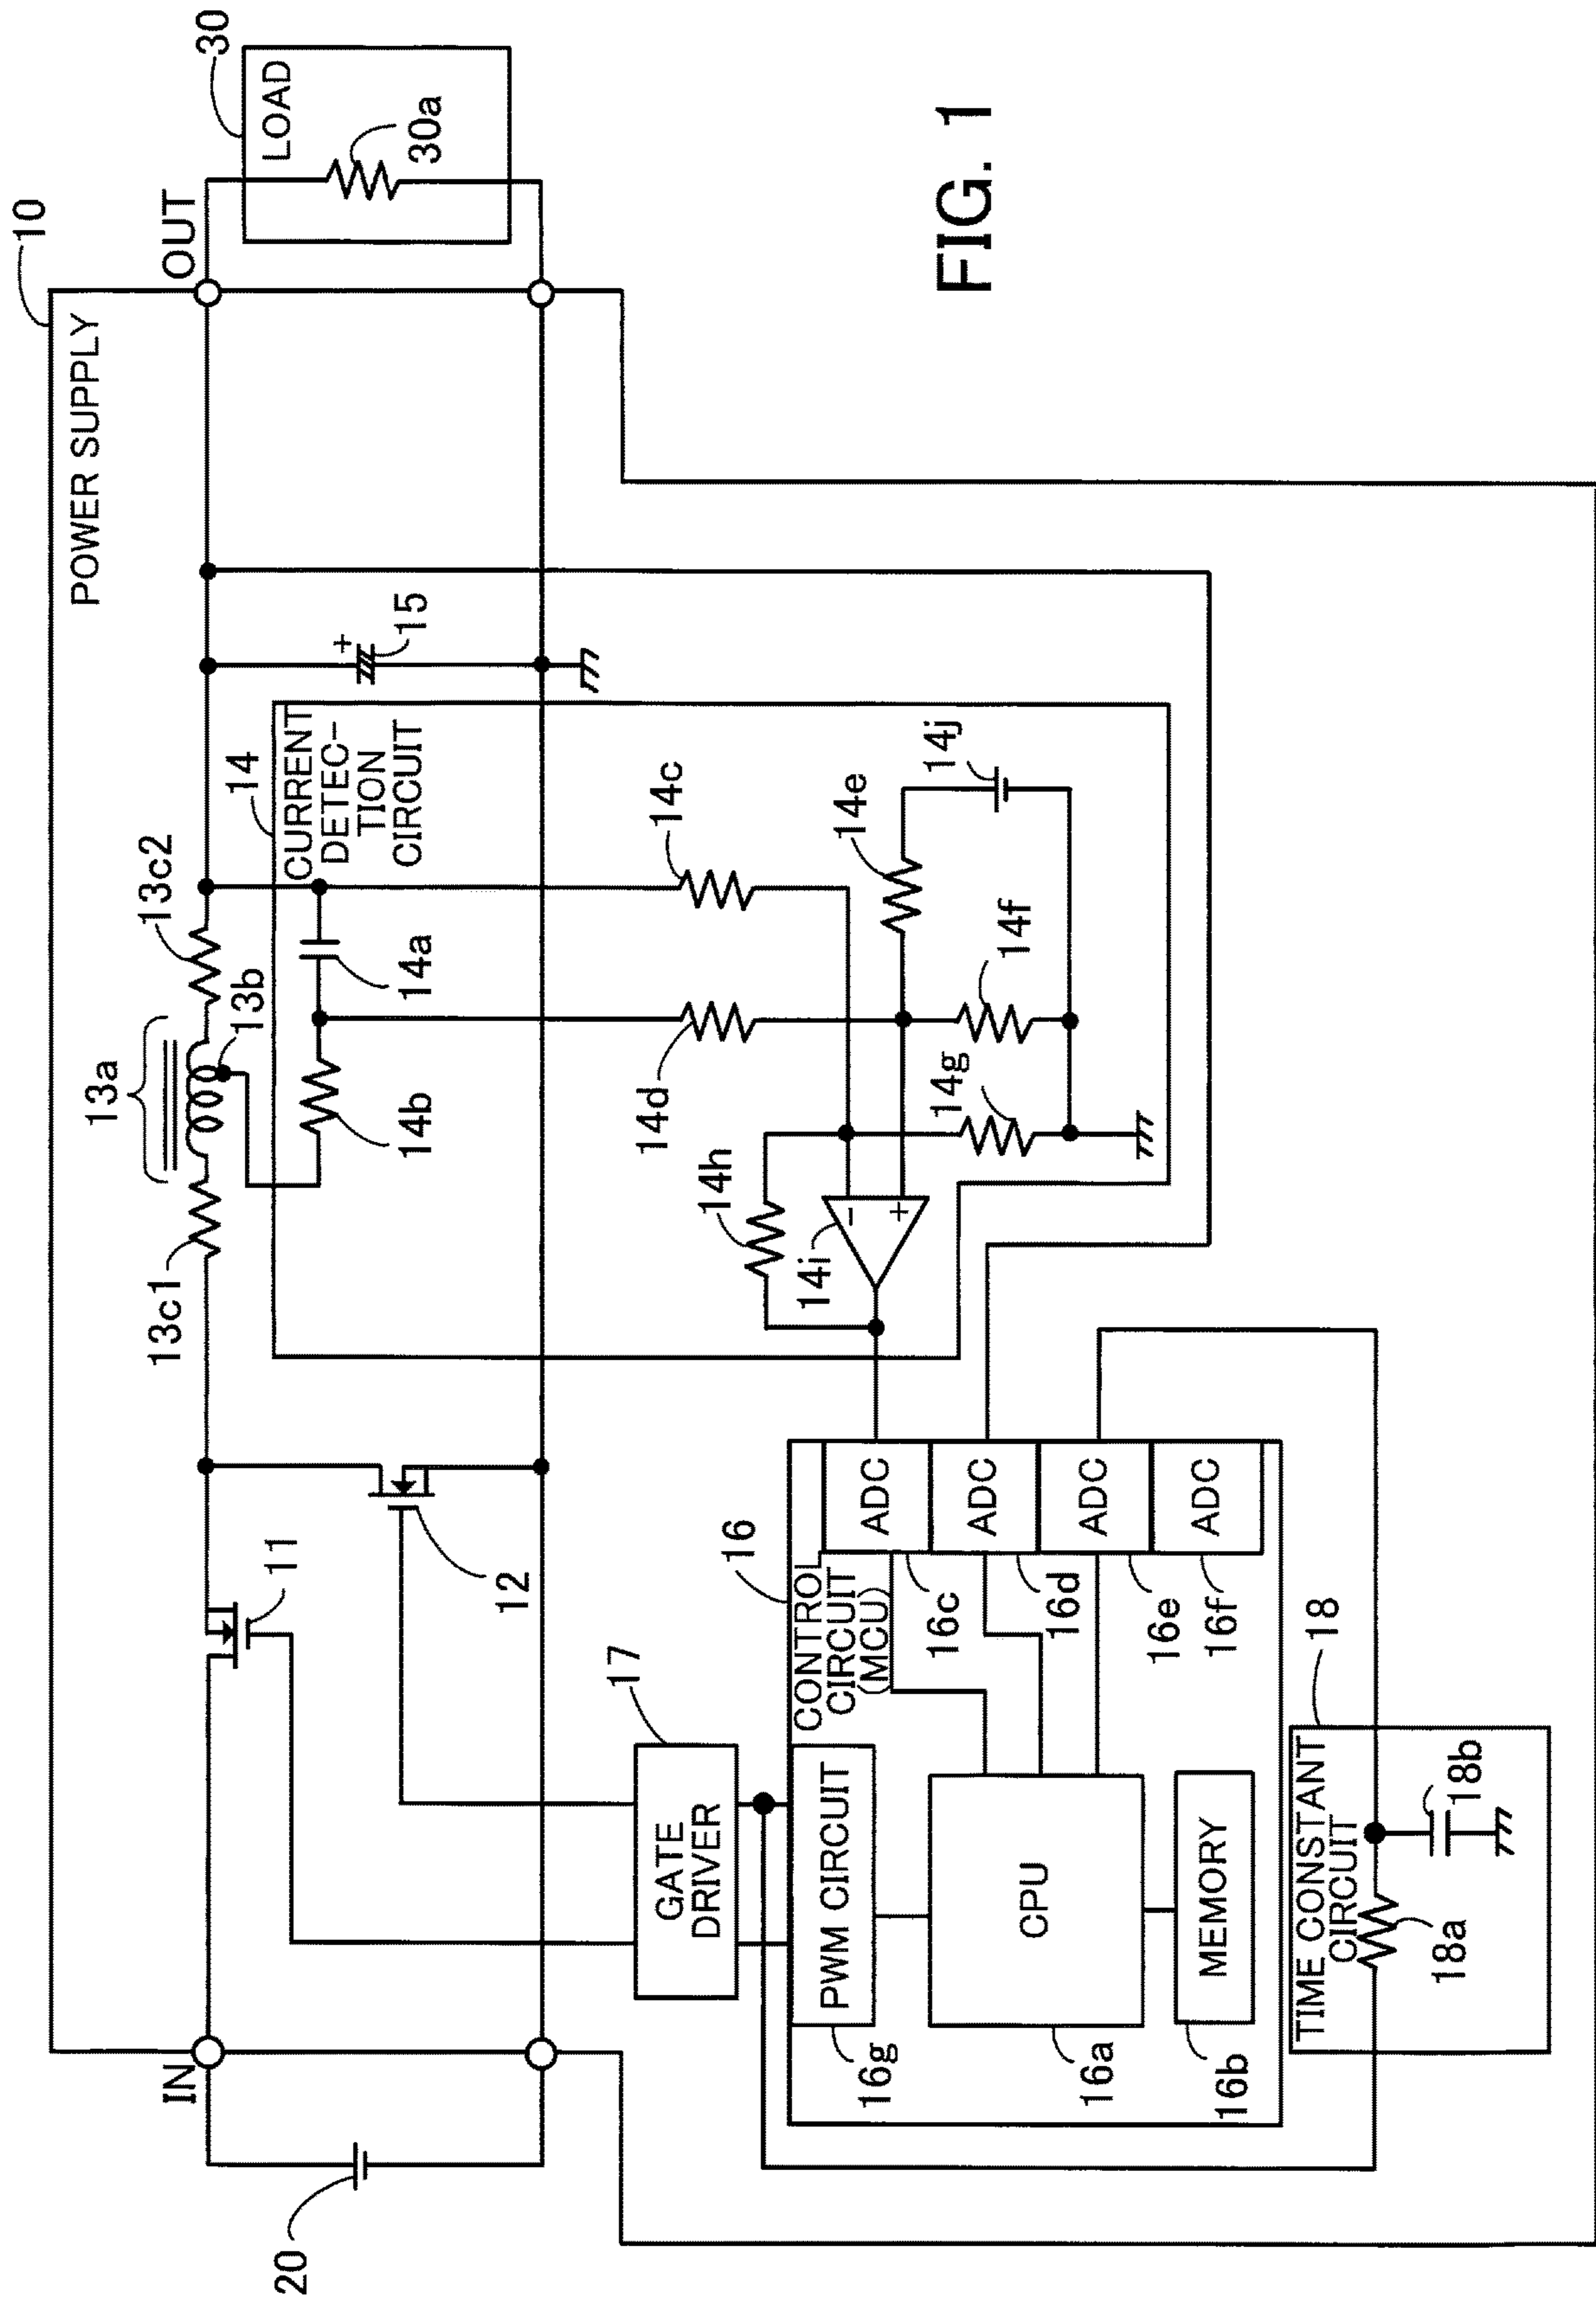 FIG. 1
10
POWER SUPPLY
IN
OUT
20
30
LOAD
30a
11
12
13a
13b
13c1
13c2
14
CURRENT
DETEC-
TION
CIRCUIT
14a
14b
14c
14d
14e
14f
14g
14h
14i
14j
−
+
+
15
17
GATE
DRIVER
16
CONTROL
CIRCUIT
(MCU)
ADC
ADC
ADC
ADC
16c
16d
16e
16f
PWM CIRCUIT
16g
CPU
16a
MEMORY
16b
18
TIME CONSTANT
CIRCUIT
18a
18b